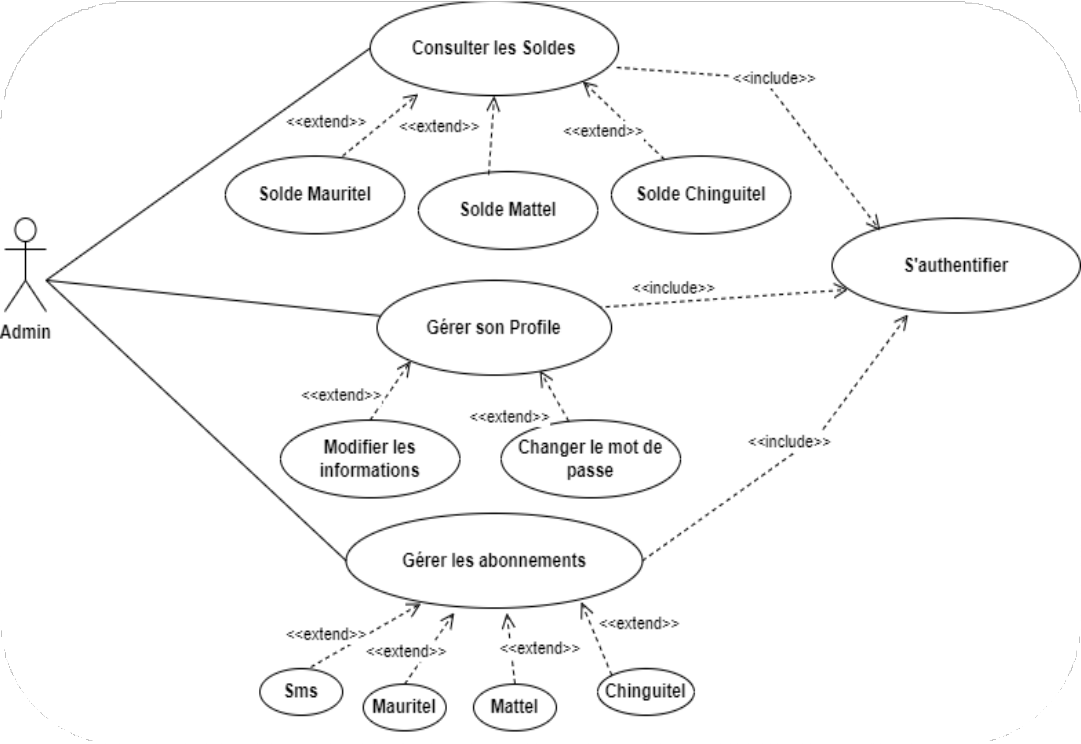 Consulter les Soldes
<<include>>
<<extend>>
<<extend>>
<<extend>>
Solde Mauritel
Solde Mattel
Solde Chinguitel
S'authentifier
Admin
<<include>>
Gérer son Profile
<<extend>>
<<extend>>
Modifier les
informations
Changer le mot de
passe
<<include>>
Gérer les abonnements
<<extend>>
<<extend>>
<<extend>>
<<extend>>
Sms
Mauritel
Mattel
Chinguitel